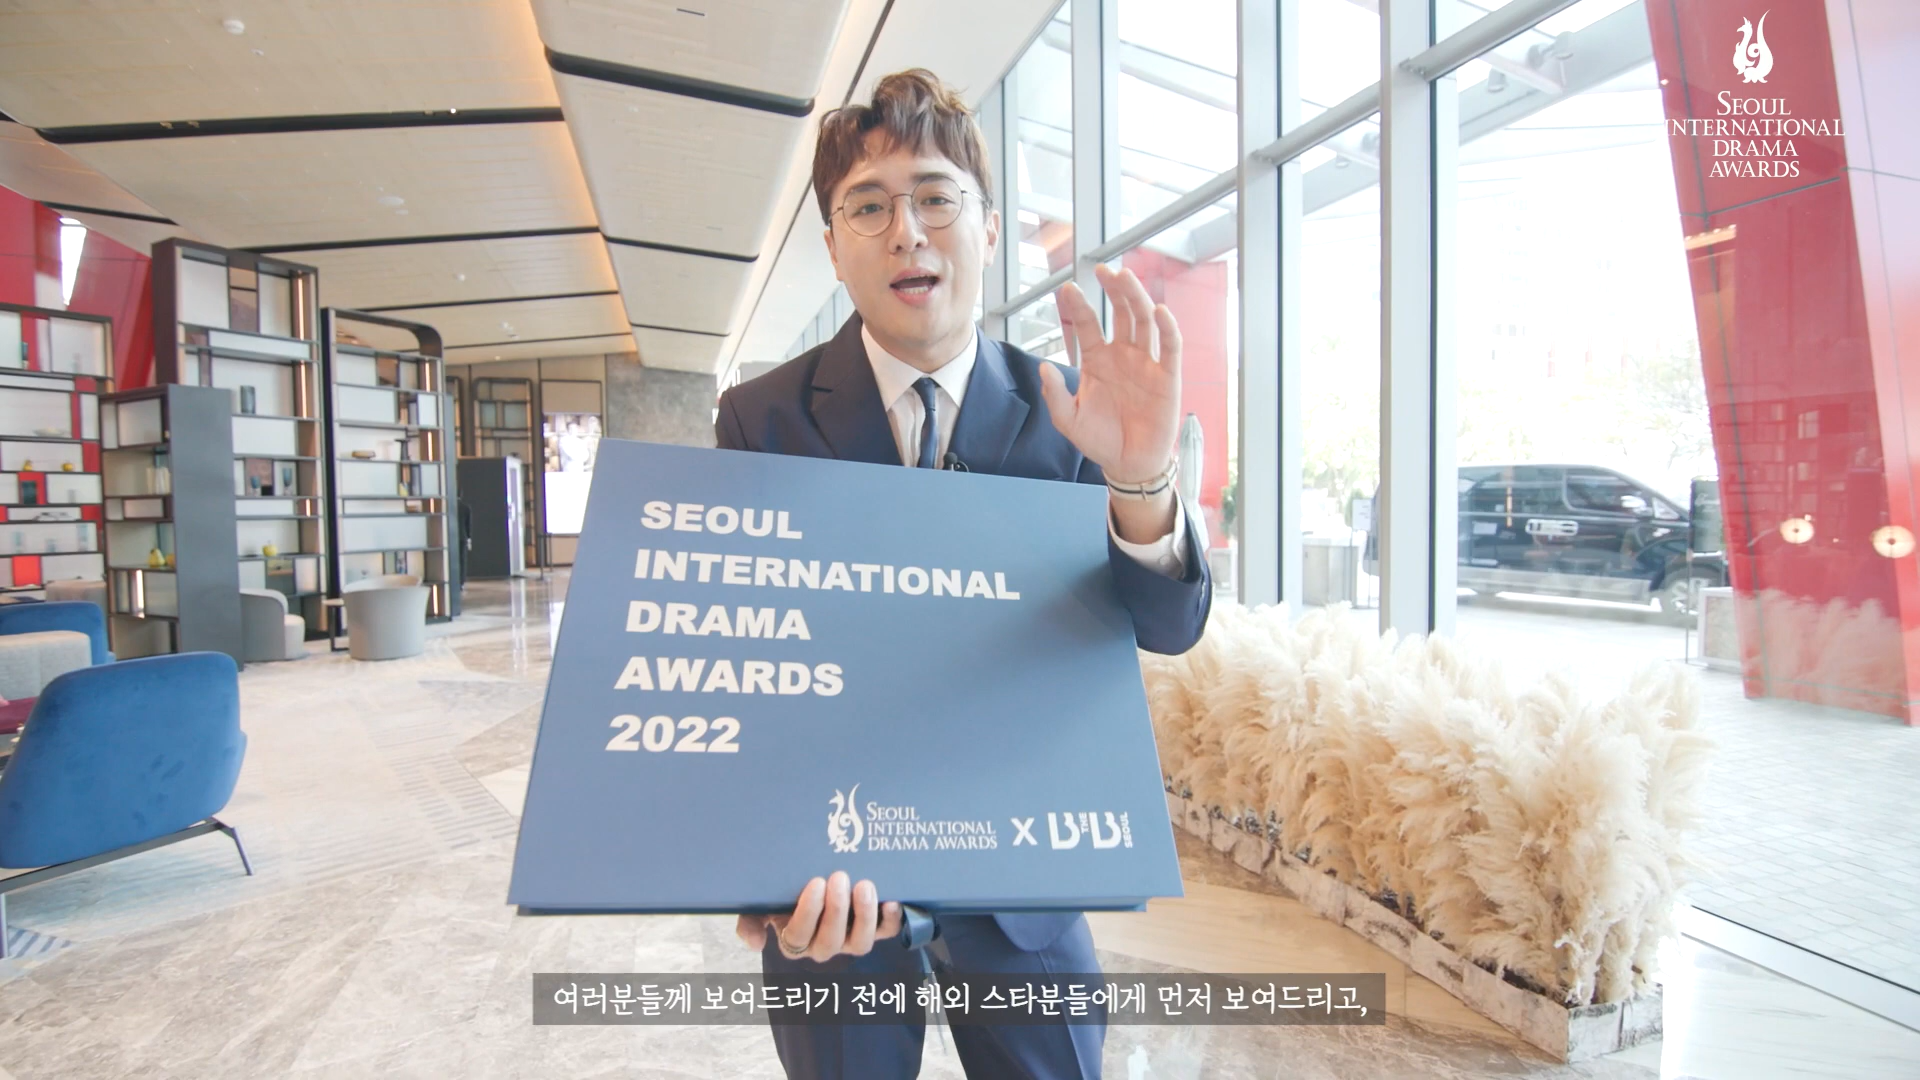 SEOUL
INTERNATIONAL
DRAMA
AWARDS
SEOUL
INTERNATIONAL
DRAMA
AWARDS
2022
SEOUL
INTERNATIONAL
DRAMA AWARDS
X B THE B SEOUL
여러분들께 보여드리기 전에 해외 스타분들에게 먼저 보여드리고,